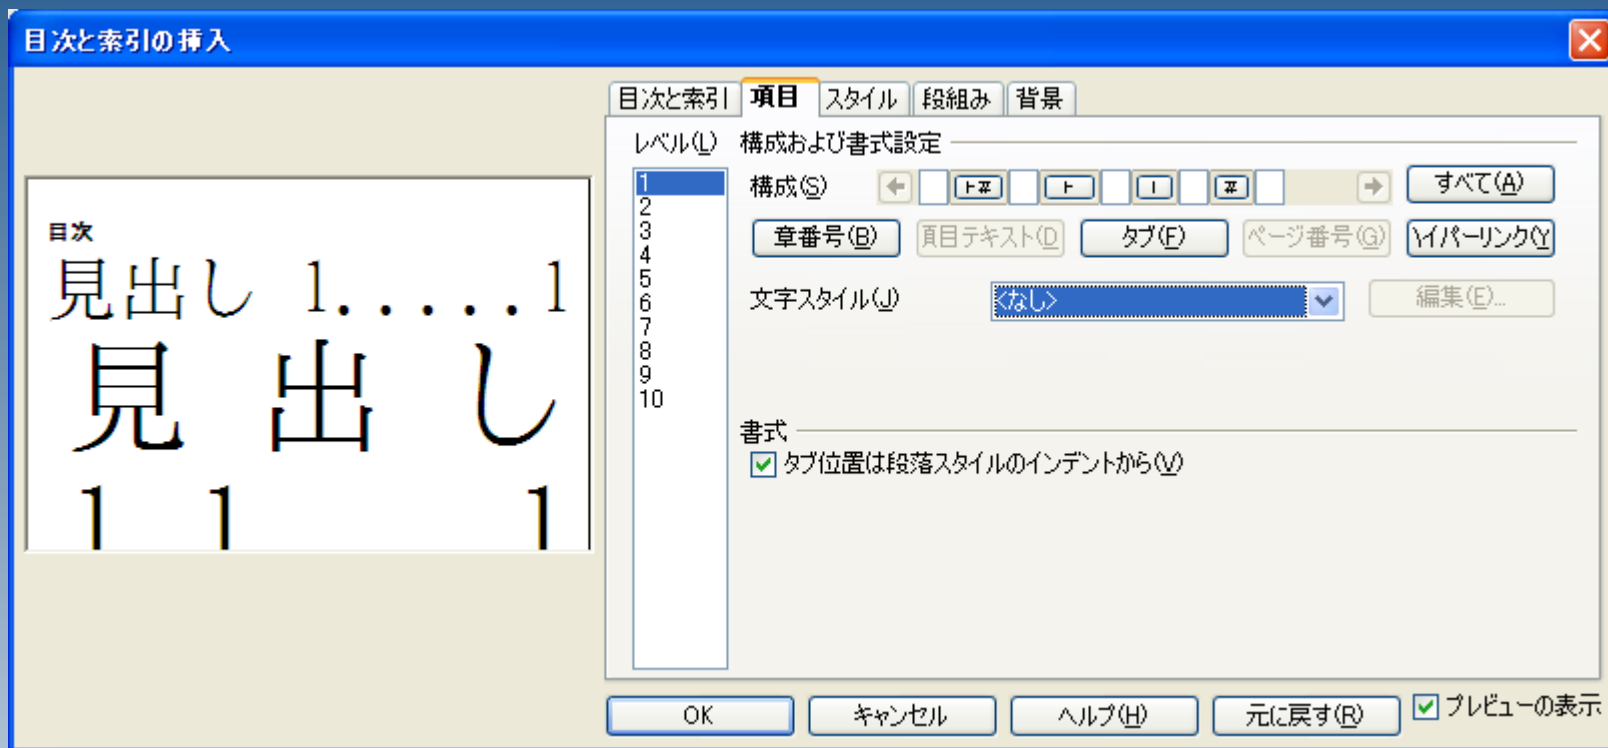 目次と索引の挿入
目次と索引 項目 スタイル 段組み 背景
レベル(L) 構成および書式設定
1
2
3
4
5
6
7
8
9
10
構成(S) すべて(A)
章番号(B) 項目テキスト(D タブ(F) ページ番号(G) ハイパーリンク(Y
文字スタイル(J) <なし> 編集(E)...
書式
タブ位置は段落スタイルのインデントから(V)
目次
見出し 1.....1
見出し
1 1 1
OK キャンセル ヘルプ(H) 元に戻す(R) プレビューの表示